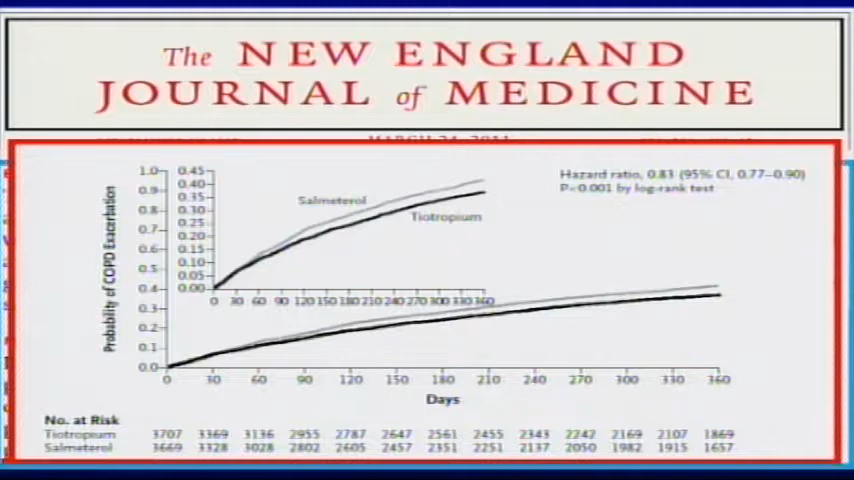 The NEW ENGLAND
JOURNAL of MEDICINE
MARCH 24, 2011
Hazard ratio, 0.83 (95% CI, 0.77–0.90)
P<0.001 by log-rank test
Probability of COPD Exacerbation
1.0
0.9
0.8
0.7
0.6
0.5
0.4
0.3
0.2
0.1
0.0
0.45
0.40
0.35
0.30
0.25
0.20
0.15
0.10
0.05
0.00
Salmeterol
Tiotropium
0 30 60 90 120 150 180 210 240 270 300 330 360
0 30 60 90 120 150 180 210 240 270 300 330 360
Days
No. at Risk
Tiotropium 3707 3369 3136 2955 2787 2647 2561 2455 2343 2242 2169 2107 1869
Salmeterol 3669 3328 3028 2802 2605 2457 2351 2251 2137 2050 1982 1915 1657